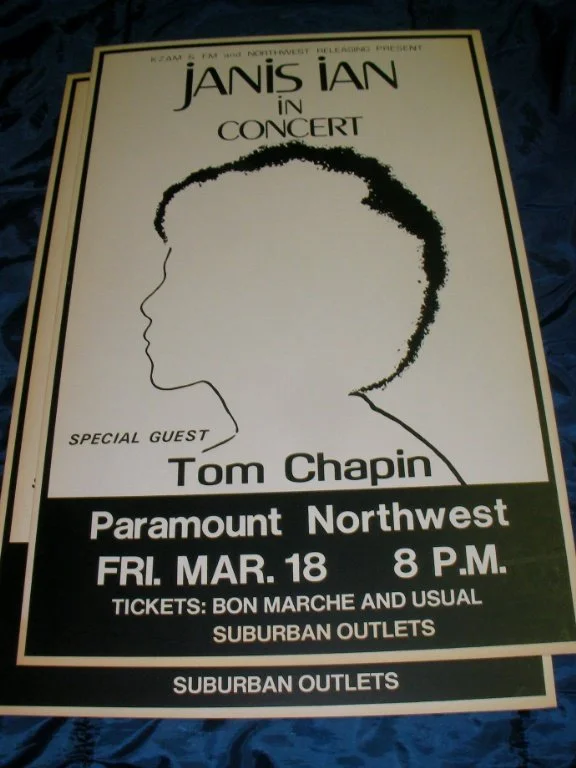 KZAM & FM and NORTHWEST RELEASING PRESENT
JANIS IAN
IN
CONCERT
SPECIAL GUEST
Tom Chapin
Paramount Northwest
FRI. MAR. 18 8 P.M.
TICKETS: BON MARCHE AND USUAL
SUBURBAN OUTLETS
SUBURBAN OUTLETS